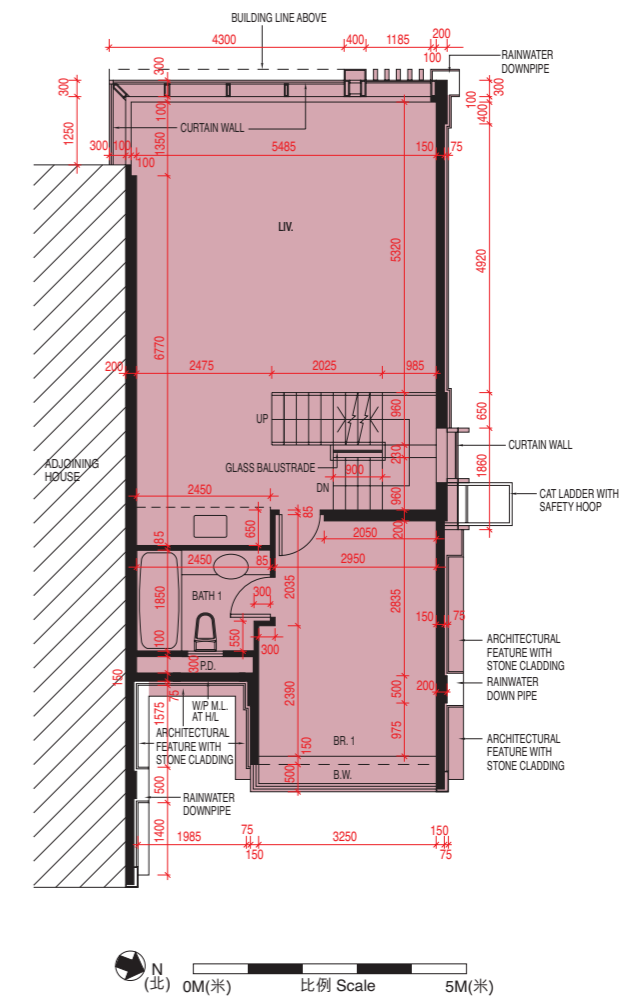 BUILDING LINE ABOVE
4300
400
1185
200
100
RAINWATER
DOWNPIPE
300
300
100
300
400
1250
100
1350
CURTAIN WALL
300
100
100
5485
150
75
LIV.
5320
4920
6770
200
2475
2025
985
650
UP
960
230
GLASS BALUSTRADE
900
DN
960
CURTAIN WALL
1860
CAT LADDER WITH
SAFETY HOOP
ADJOINING
HOUSE
2450
85
650
2050
200
85
2450
85
2950
1850
BATH 1
300
2035
2835
550
300
150
75
ARCHITECTURAL
FEATURE WITH
STONE CLADDING
100
300
P.D.
150
75
W/P M.L.
AT H/L
2390
200
500
RAINWATER
DOWN PIPE
1575
ARCHITECTURAL
FEATURE WITH
STONE CLADDING
BR. 1
975
ARCHITECTURAL
FEATURE WITH
STONE CLADDING
150
500
B.W.
500
RAINWATER
DOWNPIPE
1400
1985
75
150
3250
150
75
N
(北)
0M(米)
比例 Scale
5M(米)